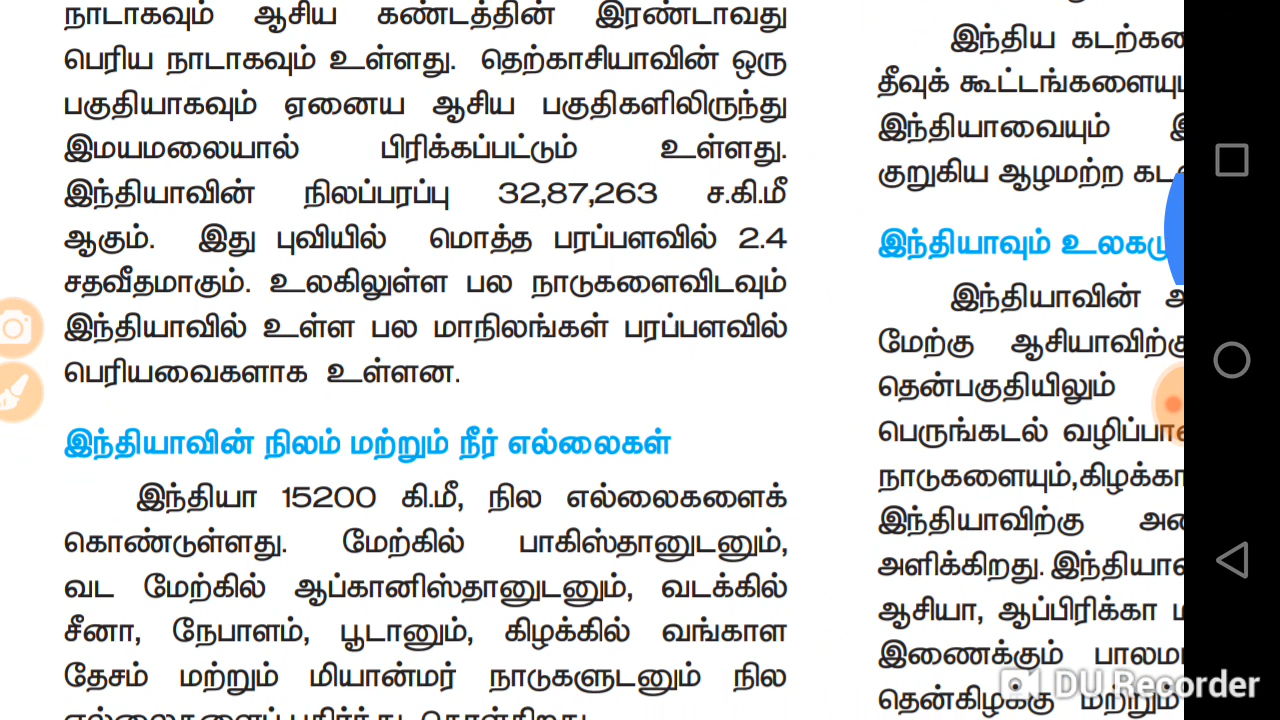 நாடாகவும் ஆசிய கண்டத்தின் இரண்டாவது
பெரிய நாடாகவும் உள்ளது. தெற்காசியாவின் ஒரு
பகுதியாகவும் ஏனைய ஆசிய பகுதிகளிலிருந்து
இமயமலையால் பிரிக்கப்பட்டும் உள்ளது.
இந்தியாவின் நிலப்பரப்பு 32,87,263 ச.கி.மீ
ஆகும். இது புவியில் மொத்த பரப்பளவில் 2.4
சதவீதமாகும். உலகிலுள்ள பல நாடுகளைவிடவும்
இந்தியாவில் உள்ள பல மாநிலங்கள் பரப்பளவில்
பெரியவைகளாக உள்ளன.
இந்தியாவின் நிலம் மற்றும் நீர் எல்லைகள்
இந்தியா 15200 கி.மீ, நில எல்லைகளைக்
கொண்டுள்ளது. மேற்கில் பாகிஸ்தானுடனும்,
வட மேற்கில் ஆப்கானிஸ்தானுடனும், வடக்கில்
சீனா, நேபாளம், பூடானும், கிழக்கில் வங்காள
தேசம் மற்றும் மியான்மர் நாடுகளுடனும் நில
இந்திய
தீவுக்
இந்தியாவையும்
குறுகிய ஆழமற்ற
இந்தியாவும்
இந்தியாவின்
மேற்கு
தென்பகுதியிலும்
பெருங்கடல்
நாடுகளையும்,
இந்தியாவிற்கு
அளிக்கிறது.
ஆசியா, ஆப்பிரிக்கா
இணைக்கும்
தென்கிழக்கு மற்றும்
DU Recorder